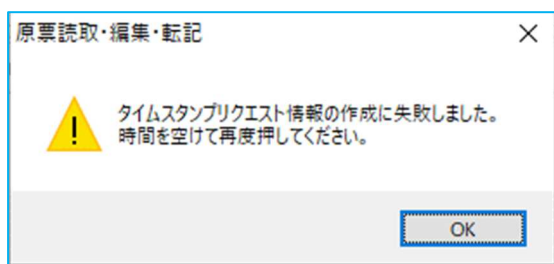 原票読取・編集・転記
タイムスタンプリクエスト情報の作成に失敗しました。
時間を空けて再度押してください。
OK